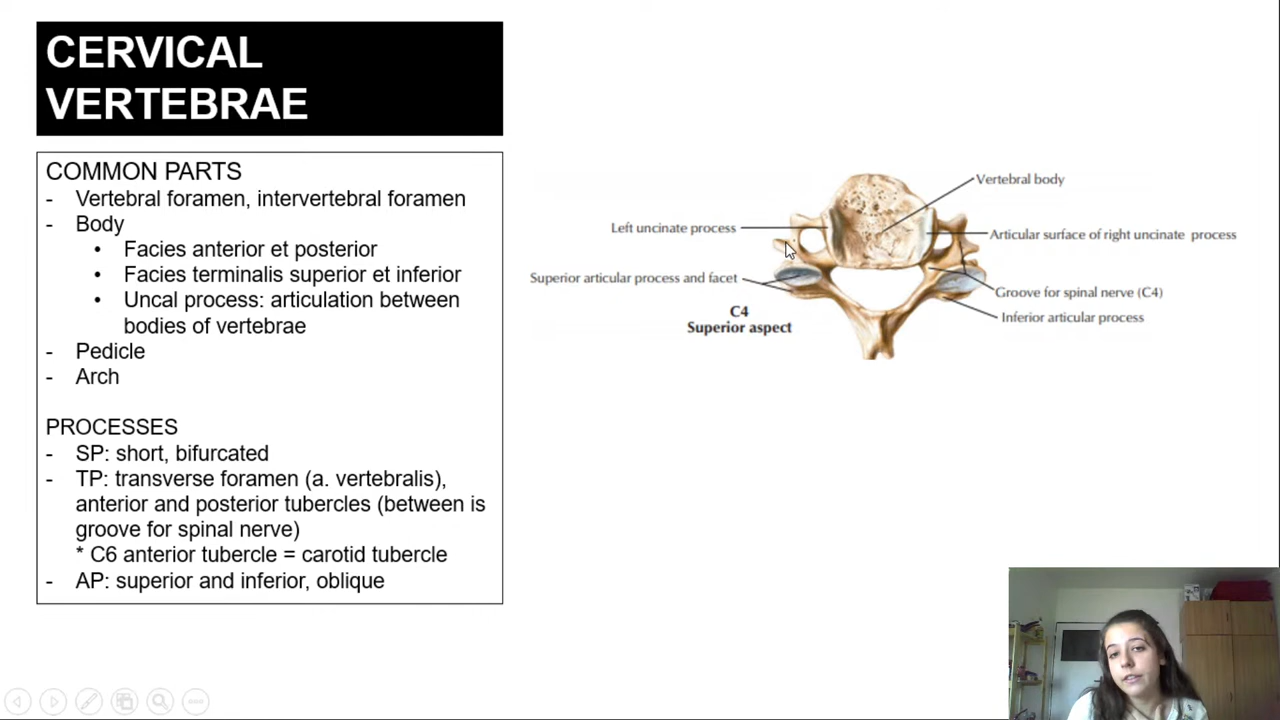 CERVICAL
VERTEBRAE
COMMON PARTS
- Vertebral foramen, intervertebral foramen
- Body
• Facies anterior et posterior
• Facies terminalis superior et inferior
• Uncal process: articulation between
bodies of vertebrae
- Pedicle
- Arch
PROCESSES
- SP: short, bifurcated
- TP: transverse foramen (a. vertebralis),
anterior and posterior tubercles (between is
groove for spinal nerve)
* C6 anterior tubercle = carotid tubercle
- AP: superior and inferior, oblique
Vertebral body
Left uncinate process
Articular surface of right uncinate process
Superior articular process and facet
Groove for spinal nerve (C4)
C4
Superior aspect
Inferior articular process